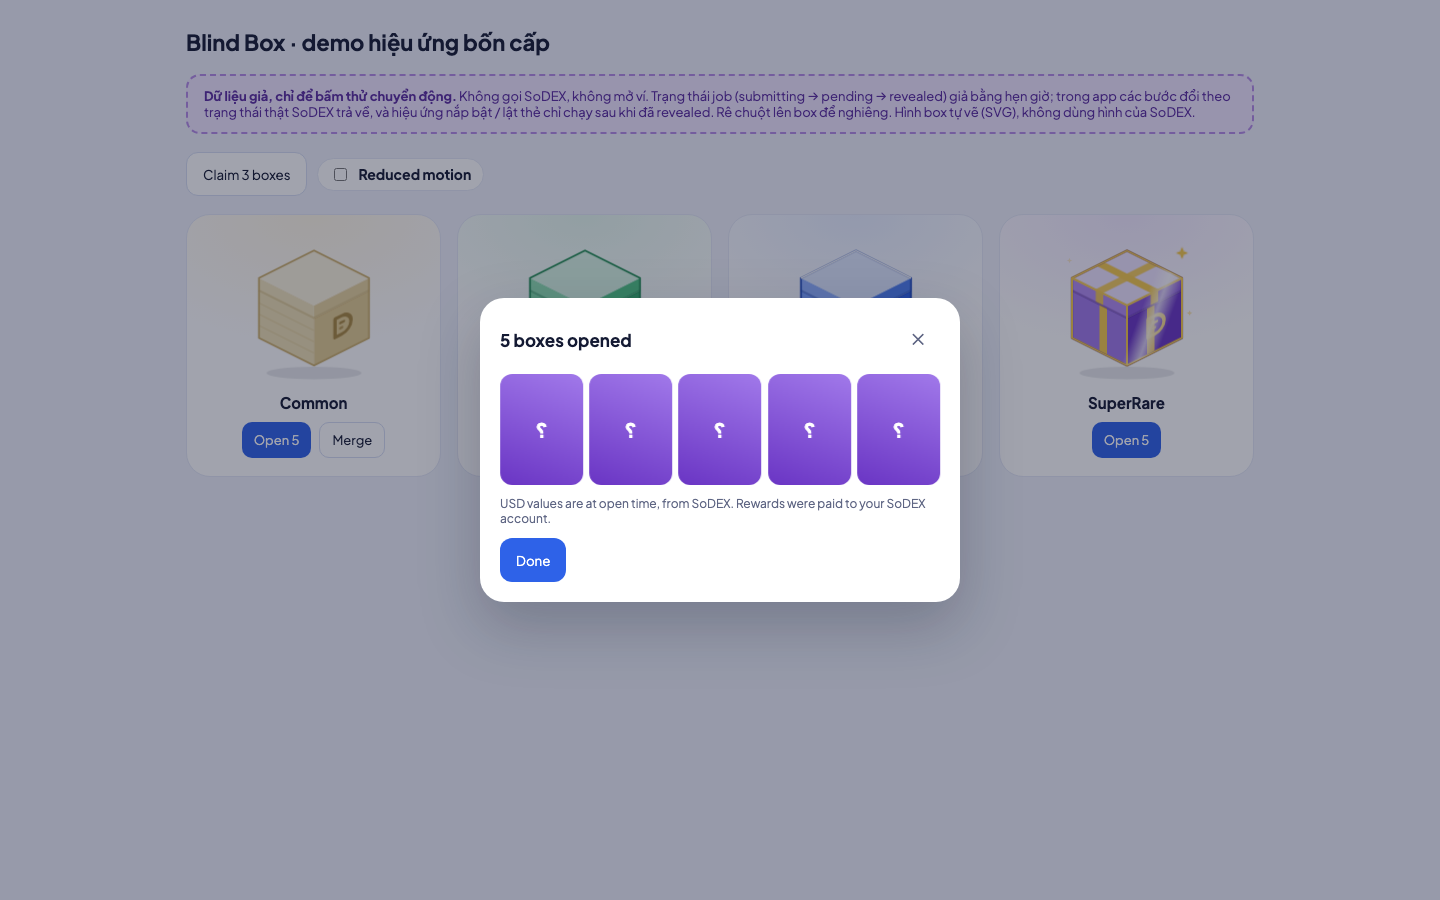 Blind Box · demo hiệu ứng bốn cấp
Dữ liệu giả, chỉ để bấm thử chuyển động. Không gọi SoDEX, không mở ví. Trạng thái job (submitting → pending → revealed) giả bằng hẹn giờ; trong app các bước đổi theo
trạng thái thật SoDEX trả về, và hiệu ứng nắp bật / lật thẻ chỉ chạy sau khi đã revealed. Rê chuột lên box để nghiêng. Hình box tự vẽ (SVG), không dùng hình của SoDEX.
Claim 3 boxes
Reduced motion
5 boxes opened
؟ ؟ ؟ ؟ ؟
USD values are at open time, from SoDEX. Rewards were paid to your SoDEX
account.
Done
Common
Open 5
Merge
SuperRare
Open 5